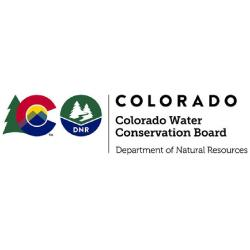 DNR
COLORADO
Colorado Water
Conservation Board
Department of Natural Resources